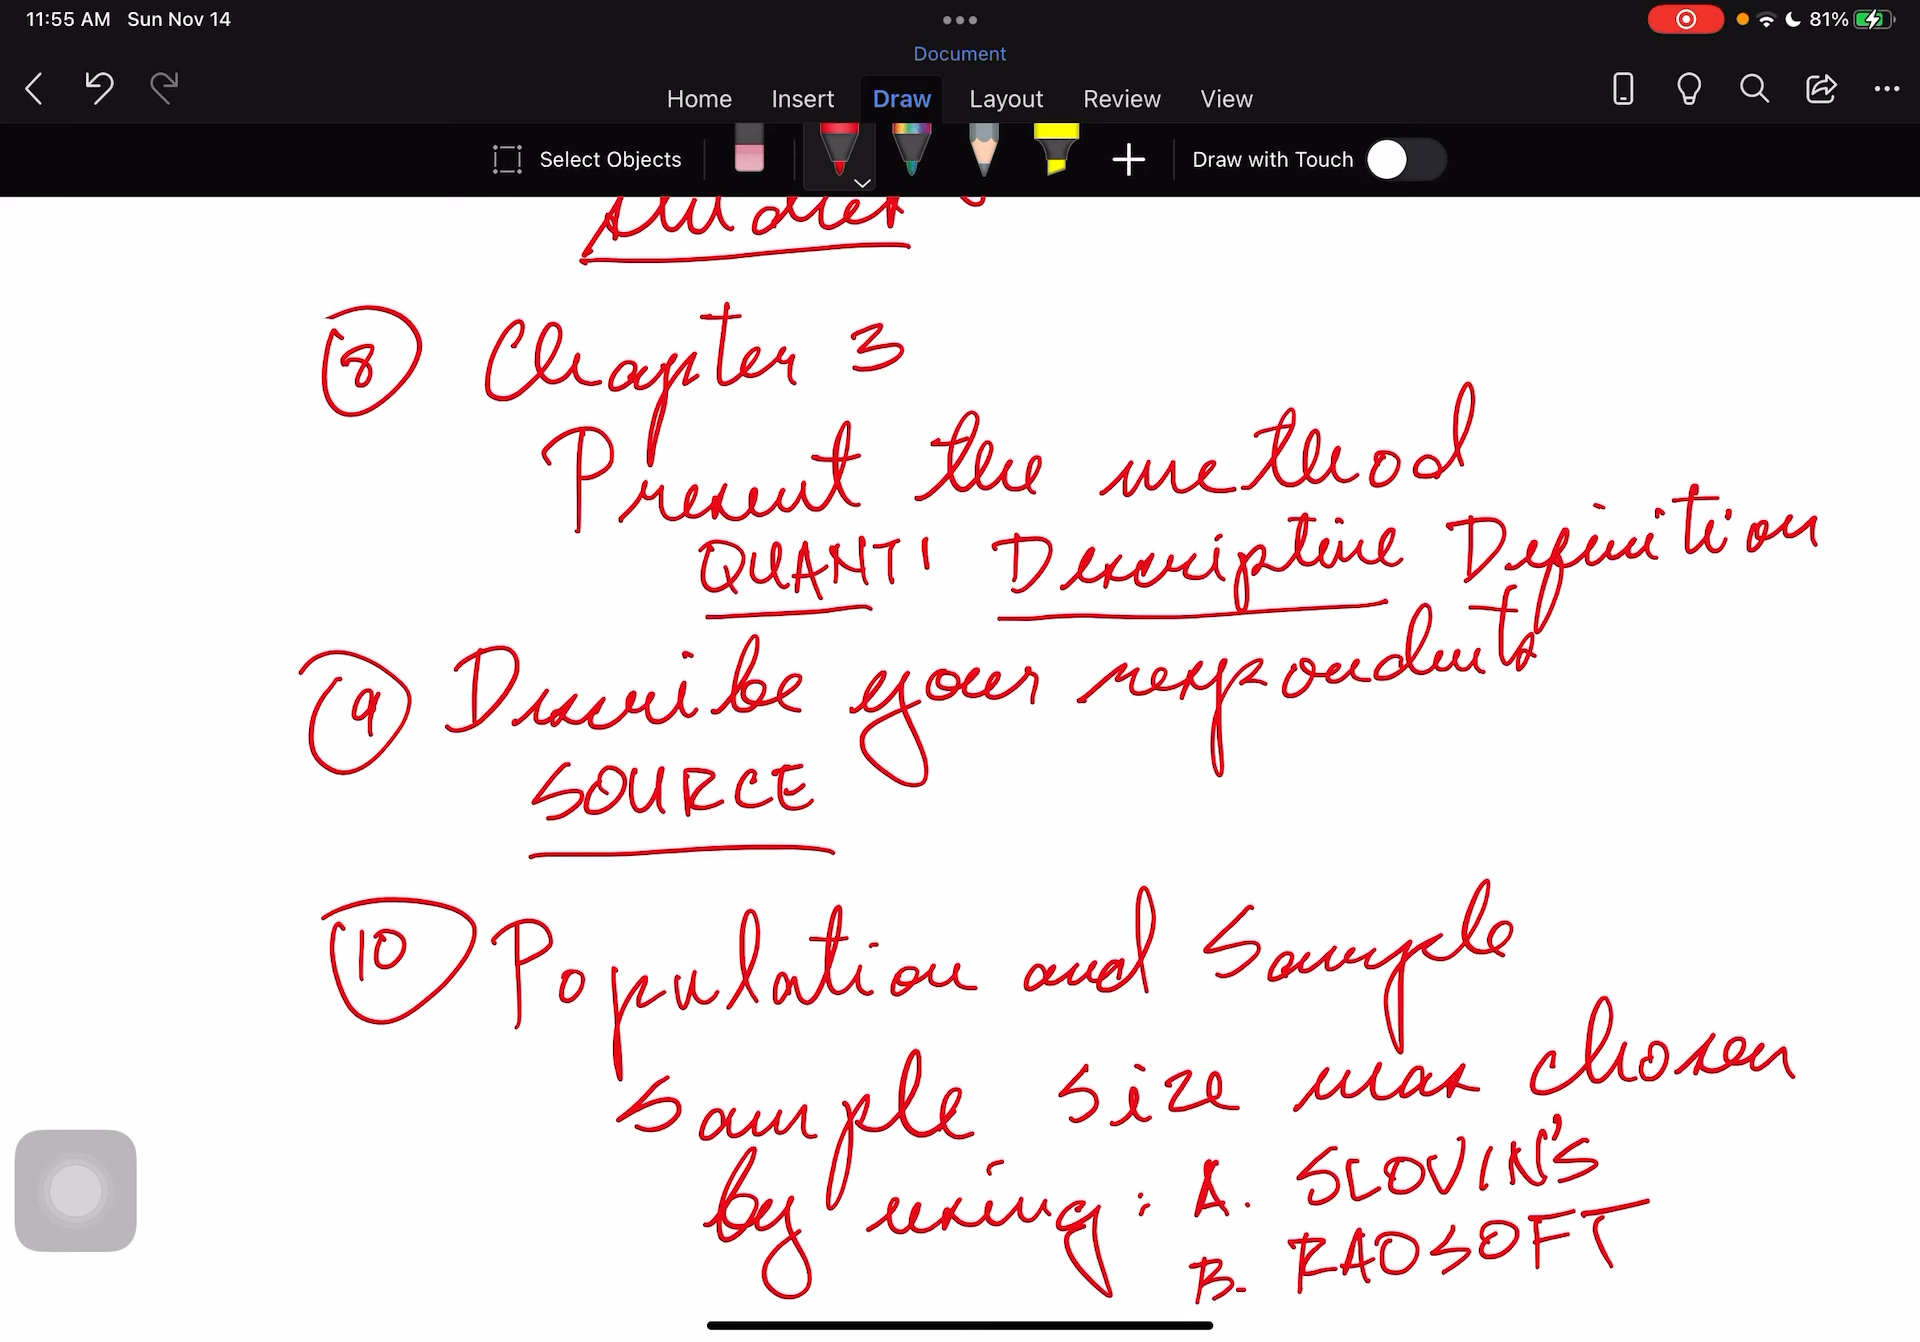 11:55 AM Sun Nov 14
81%
Document
Home Insert Draw Layout Review View
Select Objects
Draw with Touch
8 Chapter 3
Present the method
QUANTI Descriptive Definition
9 Describe your respondents
SOURCE
10 Population and Sample
Sample Size was chosen
by using: A. SLOVIN'S
B. RAOSOFT